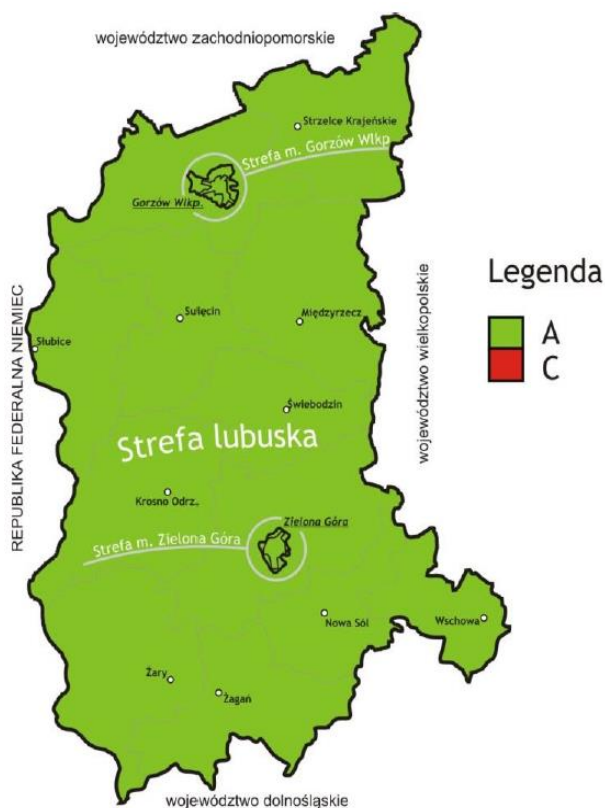 województwo zachodniopomorskie
Strzelce Krajeńskie
Strefa m. Gorzów Wlkp
Gorzów Wlkp.
REPUBLIKA FEDERALNA NIEMIEC
województwo wielkopolskie
Legenda
A
C
Sulęcin
Międzyrzecz
Słubice
Świebodzin
Strefa lubuska
Krosno Odrz.
Zielona Góra
Strefa m. Zielona Góra
Nowa Sól
Wschowa
Żary
Żagań
województwo dolnośląskie